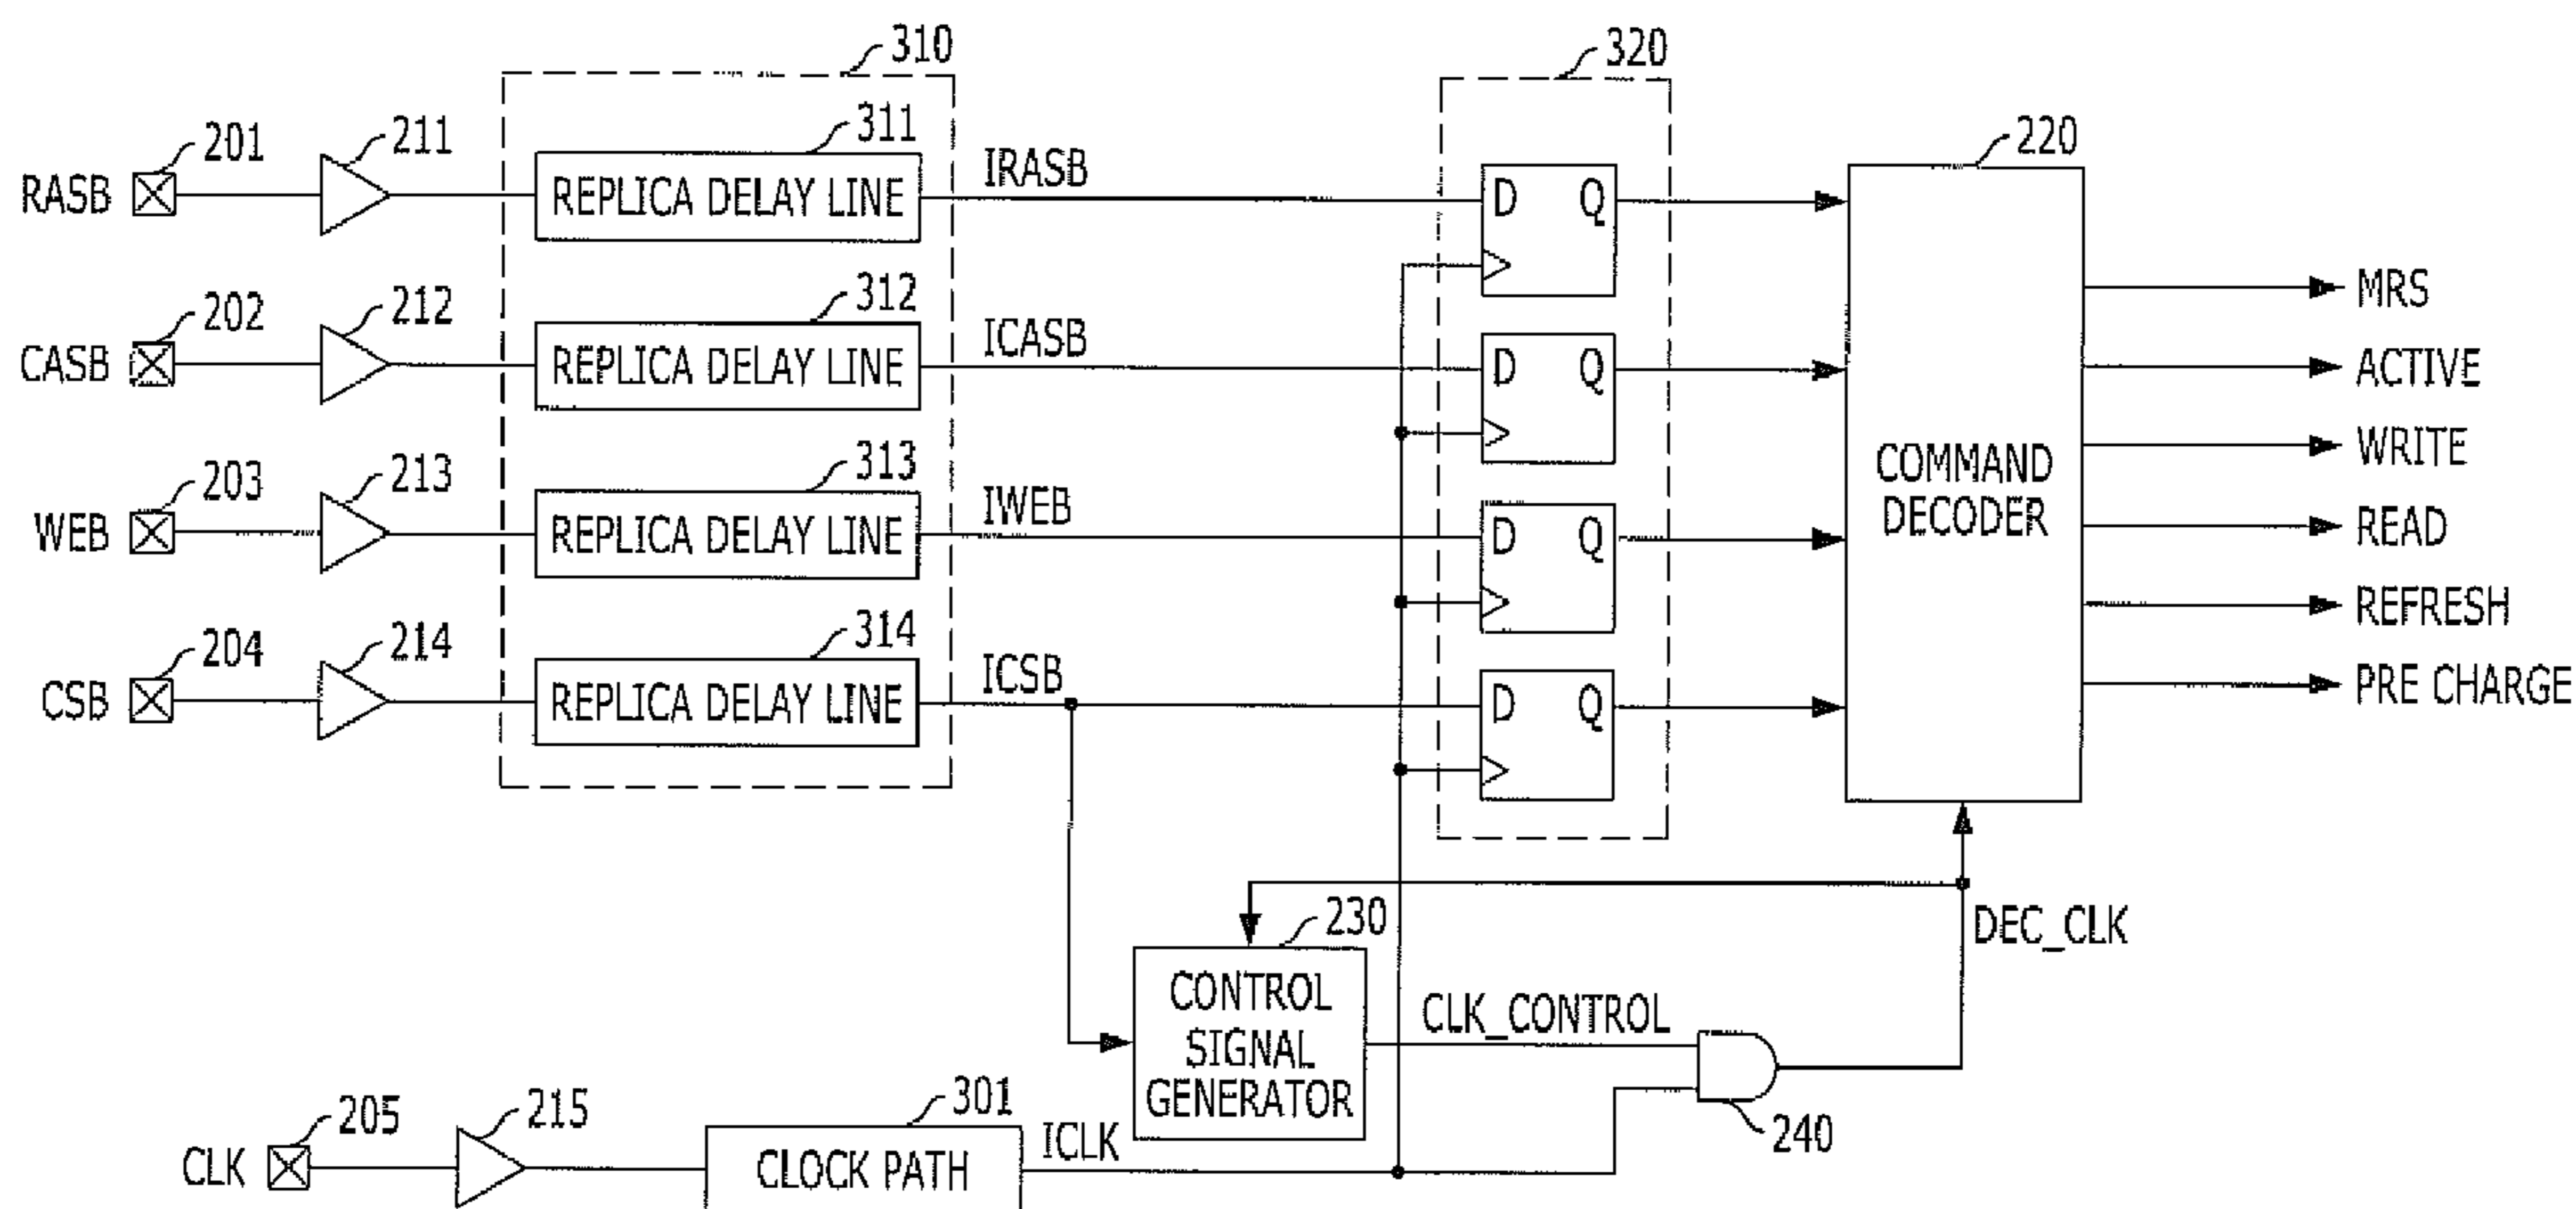 310
320
RASB
201
211
311
REPLICA DELAY LINE
IRASB
D Q
220
CASB
202
212
312
REPLICA DELAY LINE
ICASB
D Q
WEB
203
213
313
REPLICA DELAY LINE
IWEB
D Q
CSB
204
214
314
REPLICA DELAY LINE
ICSB
D Q
COMMAND
DECODER
MRS
ACTIVE
WRITE
READ
REFRESH
PRE CHARGE
230
CONTROL
SIGNAL
GENERATOR
CLK_CONTROL
DEC_CLK
240
CLK
205
215
301
CLOCK PATH
ICLK